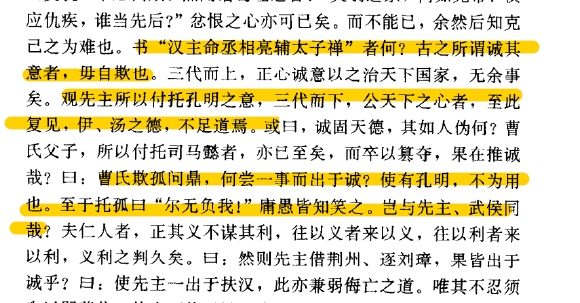 应仇疾，谁当先后？”忿恨之心亦可已矣。而不能已，余然后知克
己之为难也。书“汉主命丞相亮辅太子禅”者何？古之所谓诚其
意者，毋自欺也。三代而上，正心诚意以之治天下国家，无余事
矣。观先主所以付托孔明之意，三代而下，公天下之心者，至此
复见，伊、汤之德，不足道焉。或曰，诚固天德，其如人伪何？曹
氏父子，所以付托司马懿者，亦已至矣，而卒以篡夺，果在推诚
哉？曰：曹氏欺孤问鼎，何尝一事而出于诚？使有孔明，不为用
也。至于托孤曰“尔无负我！”庸愚皆知笑之。岂与先主、武侯同
哉？夫仁人者，正其义不谋其利，往以义者来以义，往以利者来
以利，义利之判久矣。曰：然则先主借荆州、逐刘璋，果皆出于
诚乎？曰：使先主一出于扶汉，此亦兼弱侮亡之道。唯其不忍须